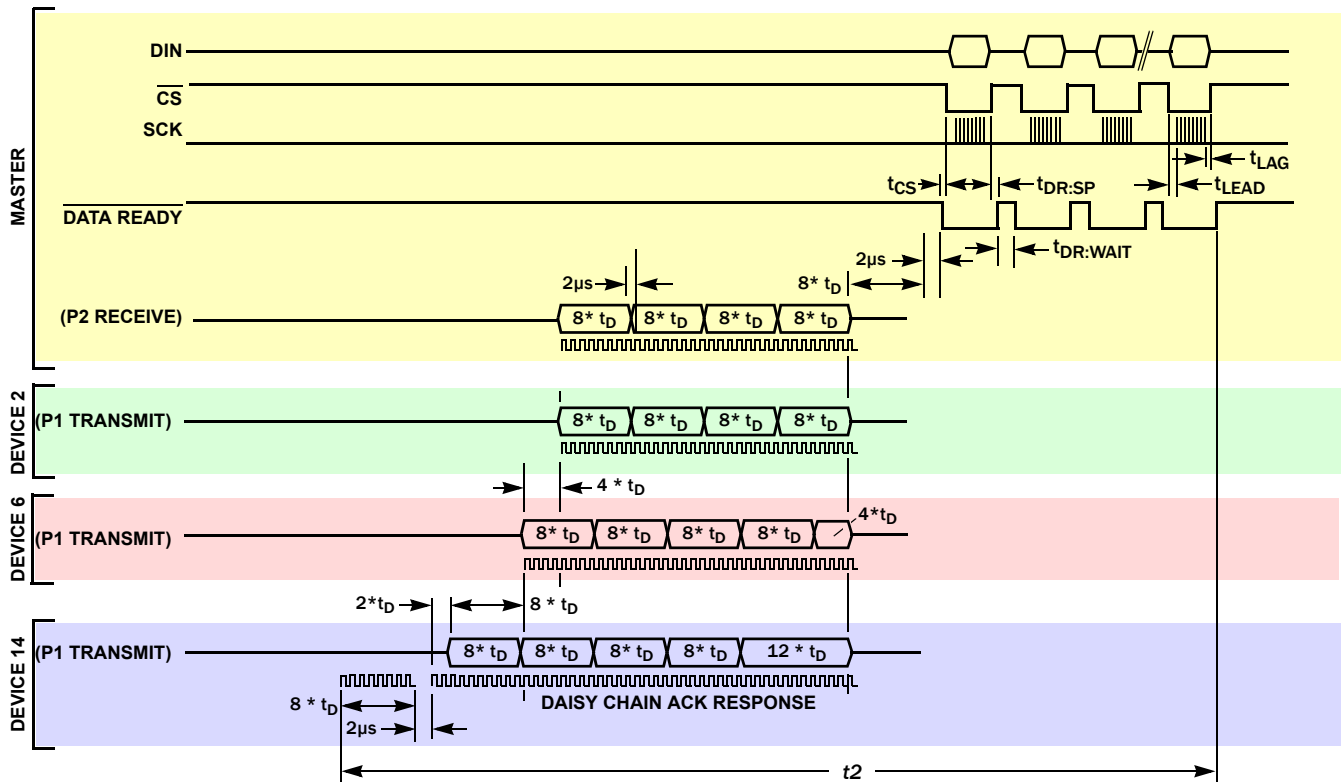 MASTER
DIN
CS
SCK
tLAG
tCS
tDR:SP
tLEAD
DATA READY
tDR:WAIT
2µs
2µs
8* tD
(P2 RECEIVE)
8* tD
8* tD
8* tD
8* tD
DEVICE 2
(P1 TRANSMIT)
8* tD
8* tD
8* tD
8* tD
4 * tD
DEVICE 6
(P1 TRANSMIT)
8* tD
8* tD
8* tD
8* tD
4*tD
2*tD
8 * tD
DEVICE 14
(P1 TRANSMIT)
8* tD
8* tD
8* tD
8* tD
12 * tD
8 * tD
DAISY CHAIN ACK RESPONSE
2µs
t2